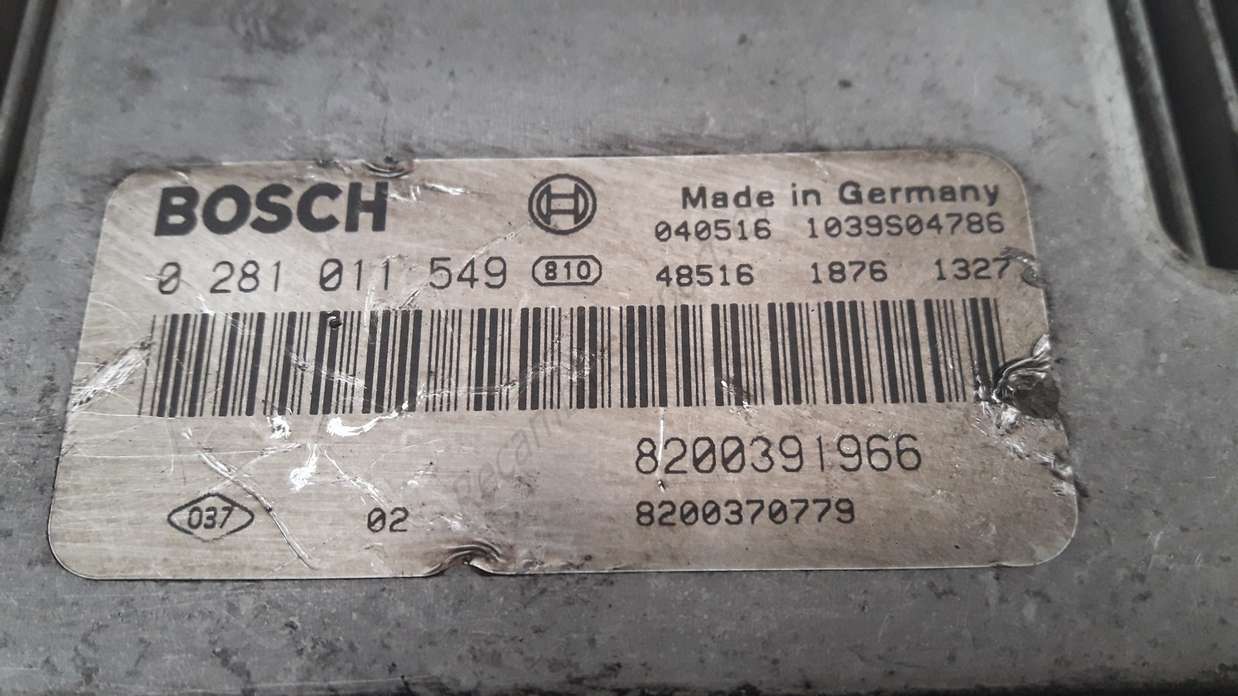 BOSCH
Made in Germany
040516 1039S04786
0 281 011 549 810
48516 1876 1327
8200391966
037 02
8200370779